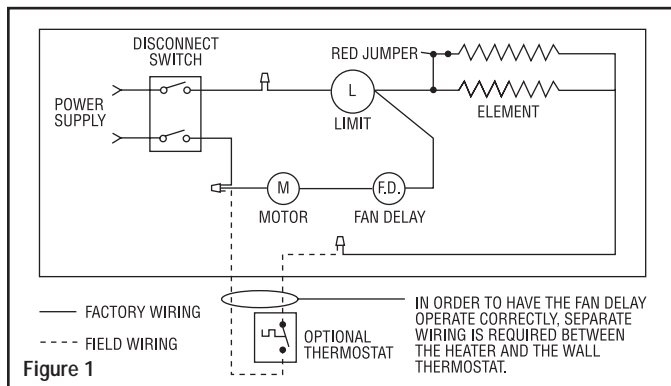 DISCONNECT
SWITCH
RED JUMPER
POWER
SUPPLY
L
LIMIT
ELEMENT
M
MOTOR
F.D.
FAN DELAY
FACTORY WIRING
FIELD WIRING
OPTIONAL
THERMOSTAT
IN ORDER TO HAVE THE FAN DELAY
OPERATE CORRECTLY, SEPARATE
WIRING IS REQUIRED BETWEEN
THE HEATER AND THE WALL
THERMOSTAT.
Figure 1